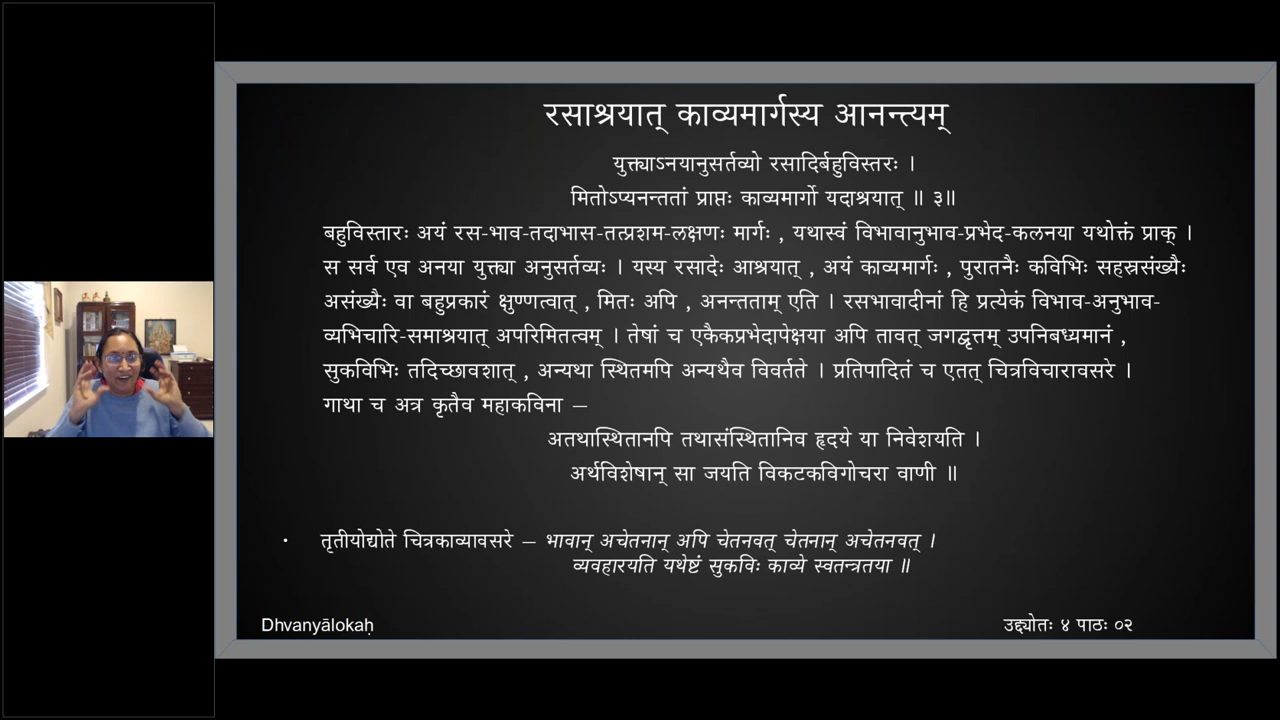 रसाश्रयात् काव्यमार्गस्य आनन्त्यम्
युक्त्याऽनयानुसर्तव्यो रसादिर्बहुविस्तरः ।
मितोऽप्यनन्ततां प्राप्तः काव्यमार्गो यदाश्रयात् ॥ ३॥
बहुविस्तारः अयं रस-भाव-तदाभास-तत्प्रशम-लक्षणः मार्गः , यथास्वं विभावानुभाव-प्रभेद-कलनया यथोक्तं प्राक् ।
स सर्व एव अनया युक्त्या अनुसर्तव्यः । यस्य रसादेः आश्रयात् , अयं काव्यमार्गः , पुरातनैः कविभिः सहस्रसंख्यैः
असंख्यैः वा बहुप्रकारं क्षुण्णत्वात् , मितः अपि , अनन्तताम् एति । रसभावादीनां हि प्रत्येकं विभाव-अनुभाव-
व्यभिचारि-समाश्रयात् अपरिमितत्वम् । तेषां च एकैकप्रभेदापेक्षया अपि तावत् जगद्वृत्तम् उपनिबध्यमानं ,
सुकविभिः तदिच्छावशात् , अन्यथा स्थितमपि अन्यथैव विवर्तते । प्रतिपादितं च एतत् चित्रविचारावसरे ।
गाथा च अत्र कृतैव महाकविना –
अतथास्थितानपि तथासंस्थितानिव हृदये या निवेशयति ।
अर्थविशेषान् सा जयति विकटकविगोचरा वाणी ॥
• तृतीयोद्योते चित्रकाव्यावसरे – भावान् अचेतनान् अपि चेतनवत् चेतनान् अचेतनवत् ।
व्यवहारयति यथेष्टं सुकविः काव्ये स्वतन्त्रतया ॥
Dhvanyālokaḥ
उद्द्योतः ४ पाठः ०२